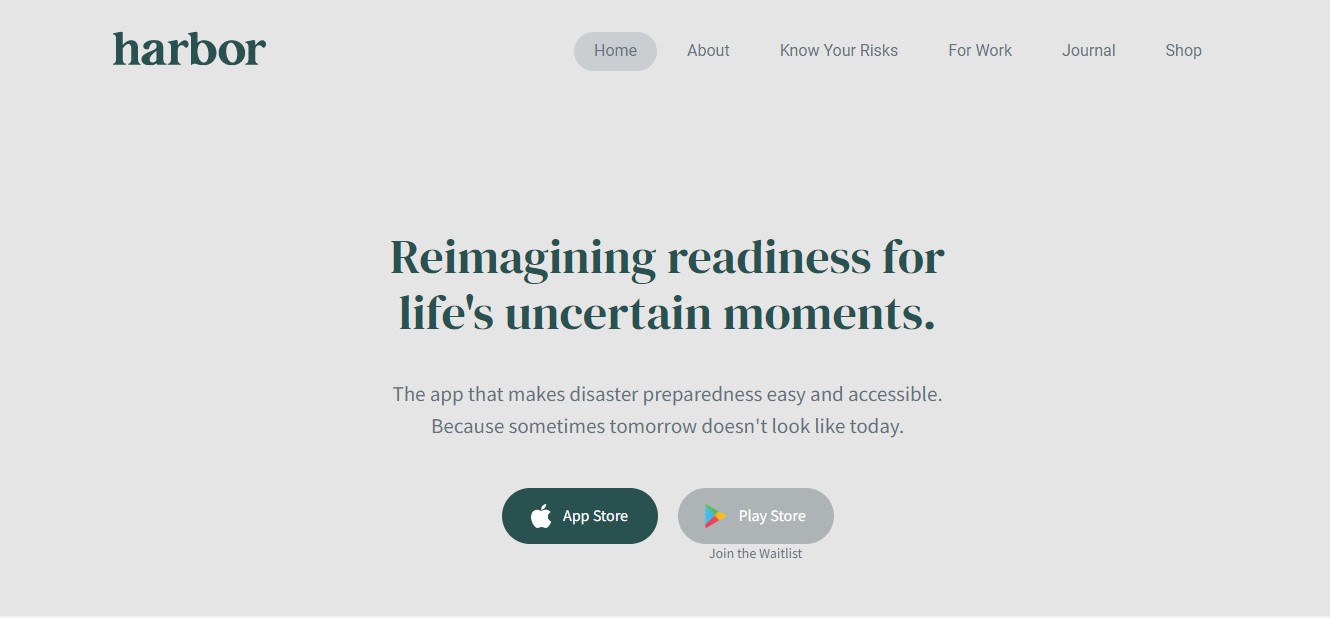 harbor
Home About Know Your Risks For Work Journal Shop
Reimagining readiness for
life's uncertain moments.
The app that makes disaster preparedness easy and accessible.
Because sometimes tomorrow doesn't look like today.
App Store Play Store
Join the Waitlist